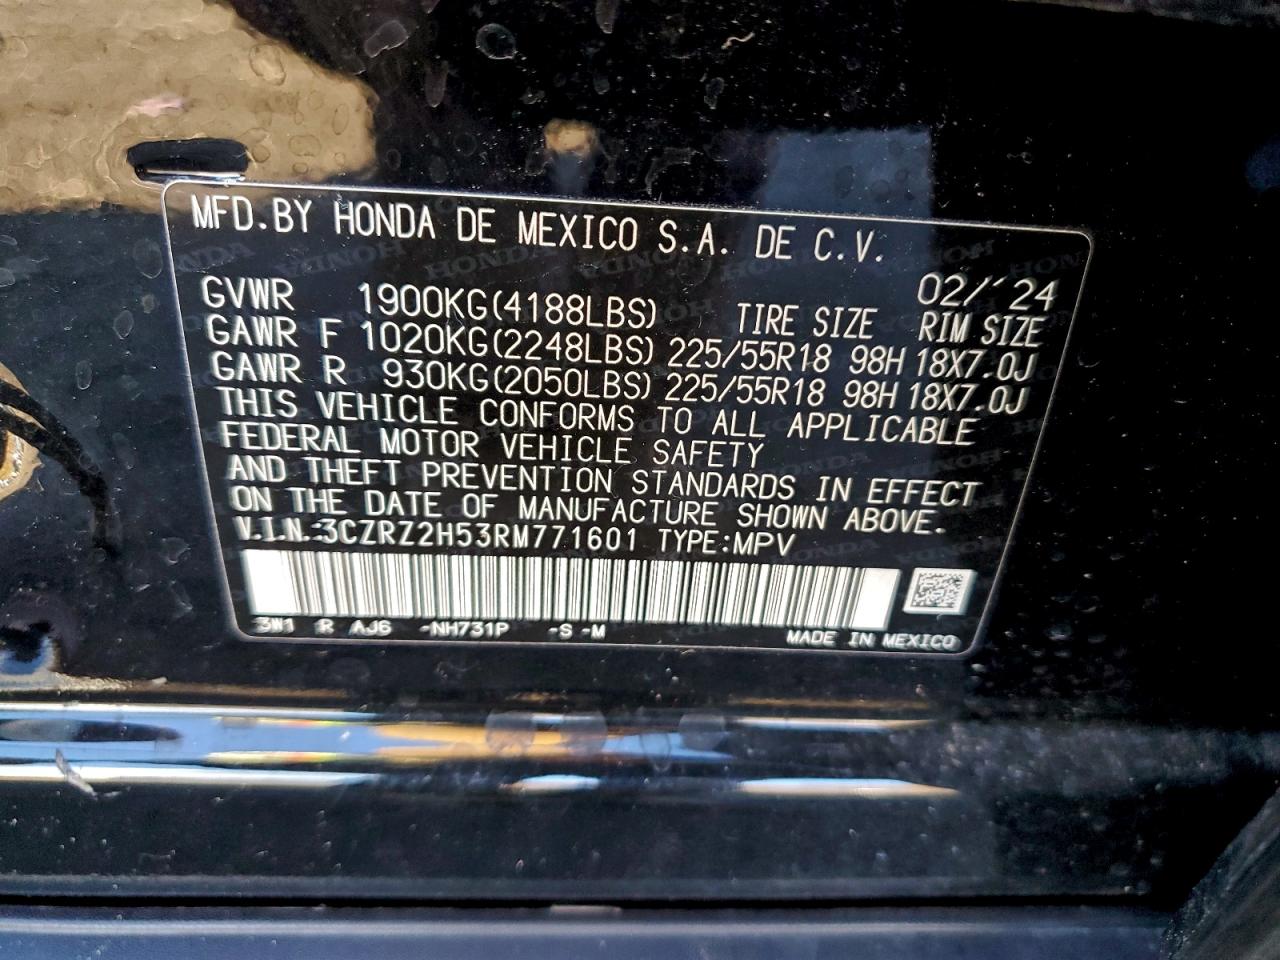 MFD.BY HONDA DE MEXICO S.A. DE C.V.
02/'24
GVWR 1900KG(4188LBS) TIRE SIZE RIM SIZE
GAWR F 1020KG(2248LBS) 225/55R18 98H 18X7.0J
GAWR R 930KG(2050LBS) 225/55R18 98H 18X7.0J
THIS VEHICLE CONFORMS TO ALL APPLICABLE
FEDERAL MOTOR VEHICLE SAFETY
AND THEFT PREVENTION STANDARDS IN EFFECT
ON THE DATE OF MANUFACTURE SHOWN ABOVE.
V.I.N.:3CZRZ2H53RM771601 TYPE:MPV
3W1 R AJ6 -NH731P -S -M MADE IN MEXICO